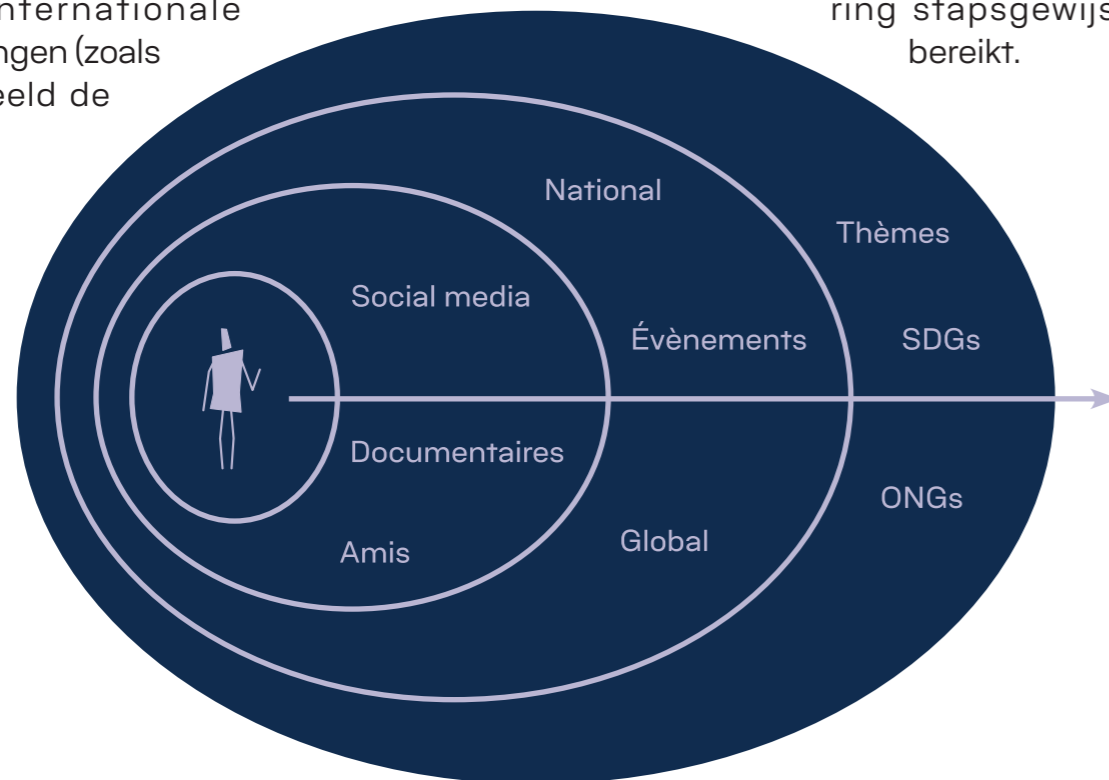 internationale
ngen (zoals
eeld de
ring stapsgewijs
bereikt.
National
Thèmes
Social media
Évènements
SDGs
Documentaires
ONGs
Global
Amis